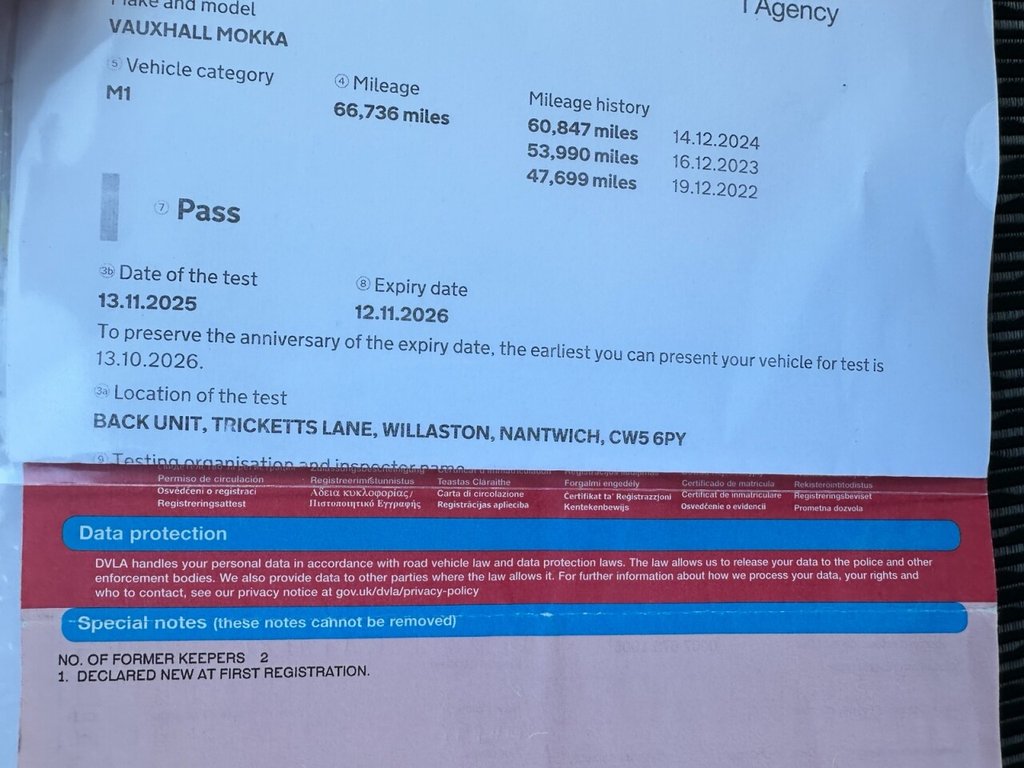 Make and model
VAUXHALL MOKKA
Agency
5 Vehicle category
M1
4 Mileage
66,736 miles
Mileage history
60,847 miles 14.12.2024
53,990 miles 16.12.2023
47,699 miles 19.12.2022
7 Pass
3b Date of the test
13.11.2025
8 Expiry date
12.11.2026
To preserve the anniversary of the expiry date, the earliest you can present your vehicle for test is
13.10.2026.
3a Location of the test
BACK UNIT, TRICKETTS LANE, WILLASTON, NANTWICH, CW5 6PY
9 Testing organisation and inspector name
Permiso de circulación Registreerimistunnistus Teastas Cláraithe Forgalmi engedély Certificado de matrícula Rekisteröintitodistus
Osvědčení o registraci Άδεια κυκλοφορίας/ Carta di circolazione Certifikat ta' Reġistrazzjoni Certificat de inmatriculare Registreringsbeviset
Registreringsattest Πιστοποιητικό Εγγραφής Reģistrācijas apliecība Kentekenbewijs Osvedčenie o evidencii Prometna dozvola
Data protection
DVLA handles your personal data in accordance with road vehicle law and data protection laws. The law allows us to release your data to the police and other
enforcement bodies. We also provide data to other parties where the law allows it. For further information about how we process your data, your rights and
who to contact, see our privacy notice at gov.uk/dvla/privacy-policy
Special notes (these notes cannot be removed)
NO. OF FORMER KEEPERS 2
1. DECLARED NEW AT FIRST REGISTRATION.